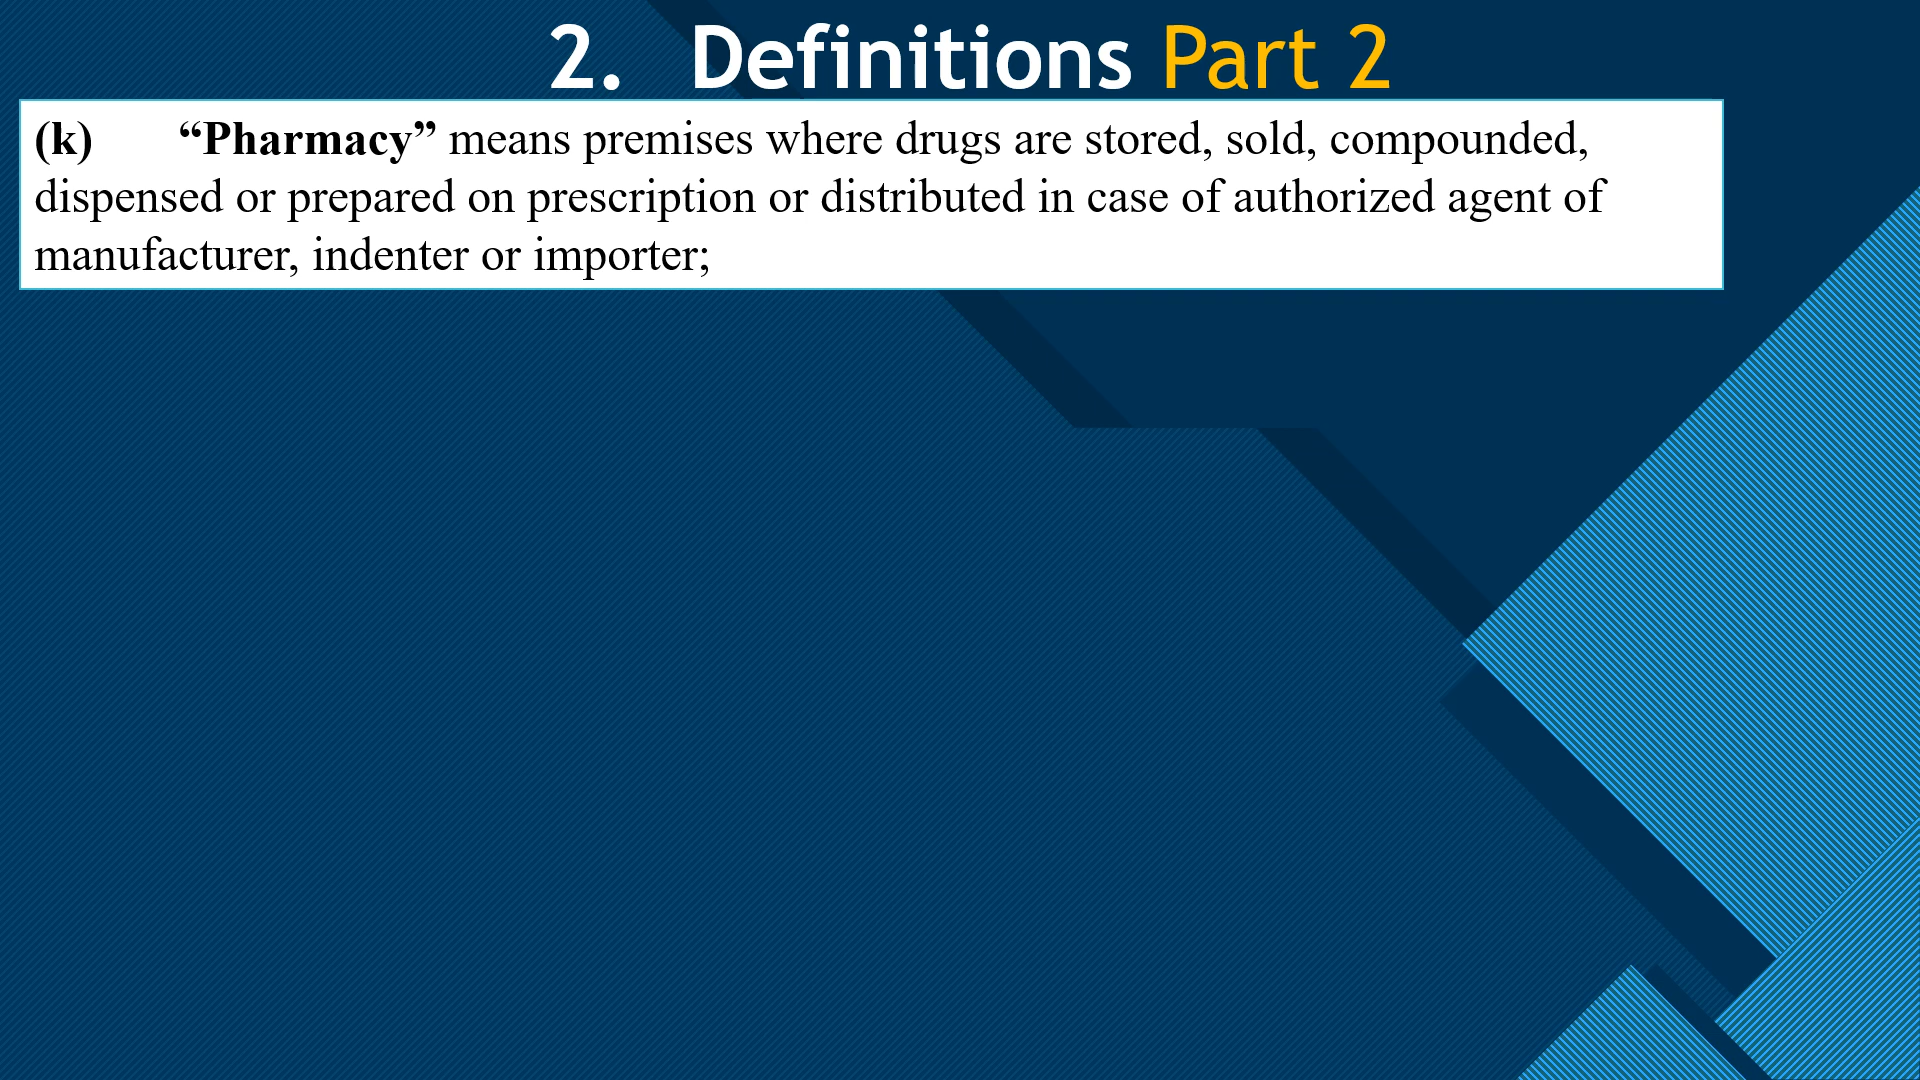 2. Definitions Part 2
(k) “Pharmacy” means premises where drugs are stored, sold, compounded,
dispensed or prepared on prescription or distributed in case of authorized agent of
manufacturer, indenter or importer;